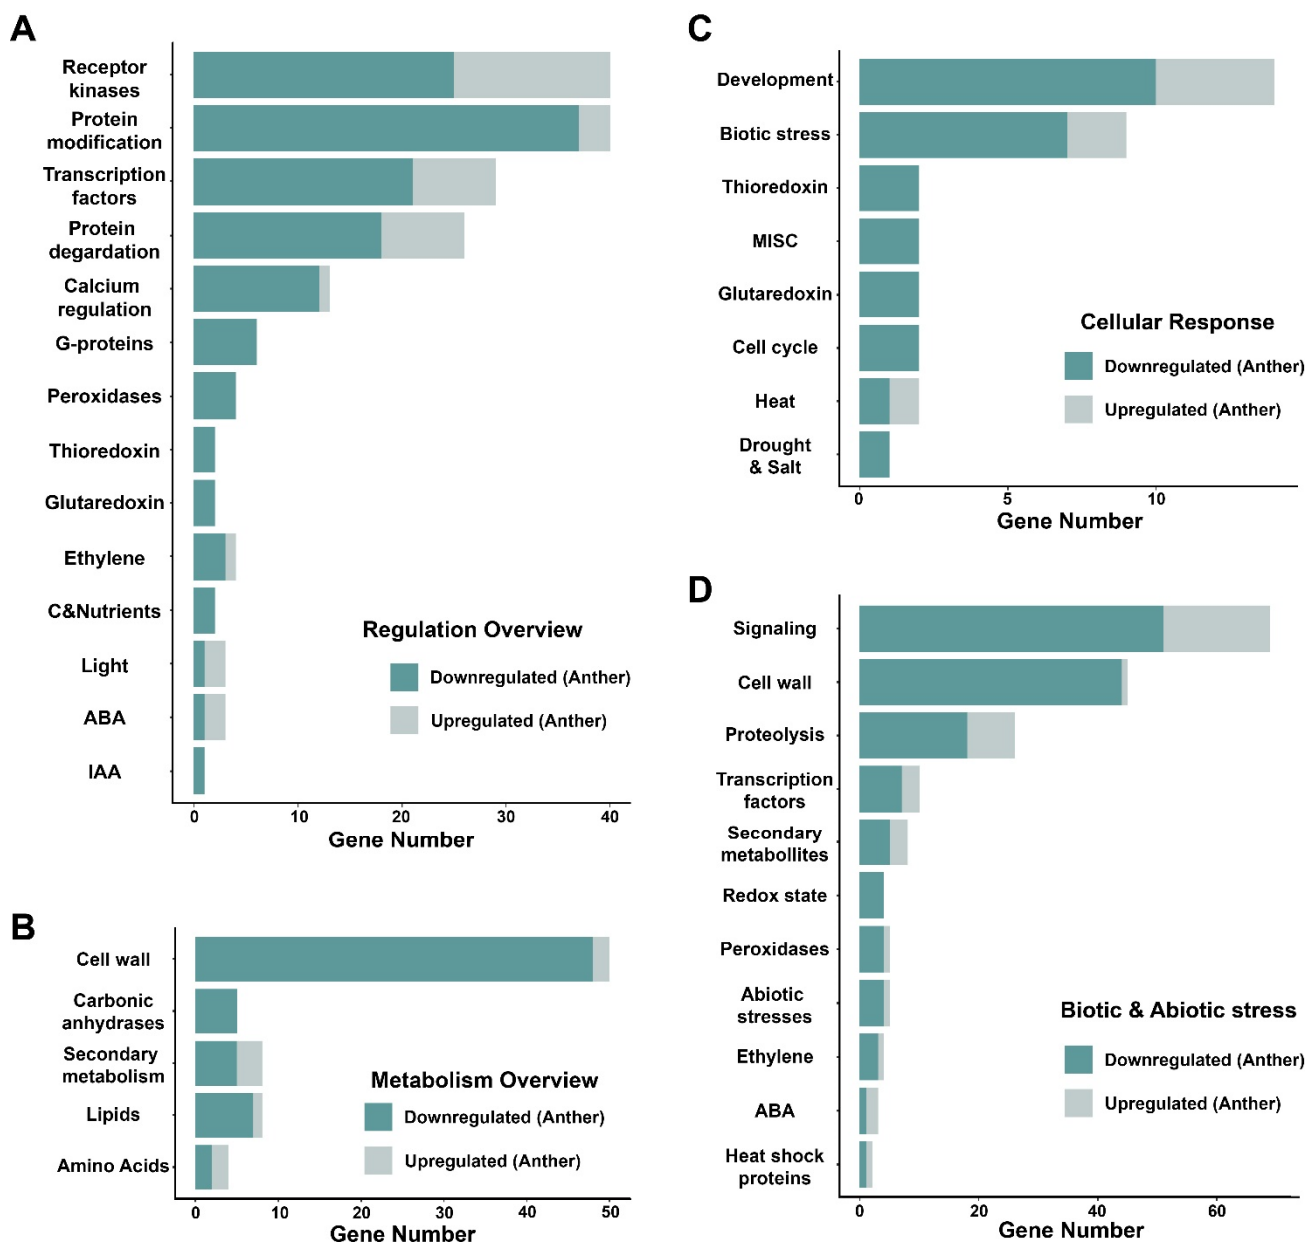 A
Receptor
kinases
Protein
modification
Transcription
factors
Protein
degardation
Calcium
regulation
G-proteins
Peroxidases
Thioredoxin
Glutaredoxin
Ethylene
C&Nutrients
Light
ABA
IAA
Regulation Overview
Downregulated (Anther)
Upregulated (Anther)
0 10 20 30 40
Gene Number
B
Cell wall
Carbonic
anhydrases
Secondary
metabolism
Lipids
Amino Acids
Metabolism Overview
Downregulated (Anther)
Upregulated (Anther)
0 10 20 30 40 50
Gene Number
C
Development
Biotic stress
Thioredoxin
MISC
Glutaredoxin
Cell cycle
Heat
Drought
& Salt
Cellular Response
Downregulated (Anther)
Upregulated (Anther)
0 5 10
Gene Number
D
Signaling
Cell wall
Proteolysis
Transcription
factors
Secondary
metabollites
Redox state
Peroxidases
Abiotic
stresses
Ethylene
ABA
Heat shock
proteins
Biotic & Abiotic stress
Downregulated (Anther)
Upregulated (Anther)
0 20 40 60
Gene Number